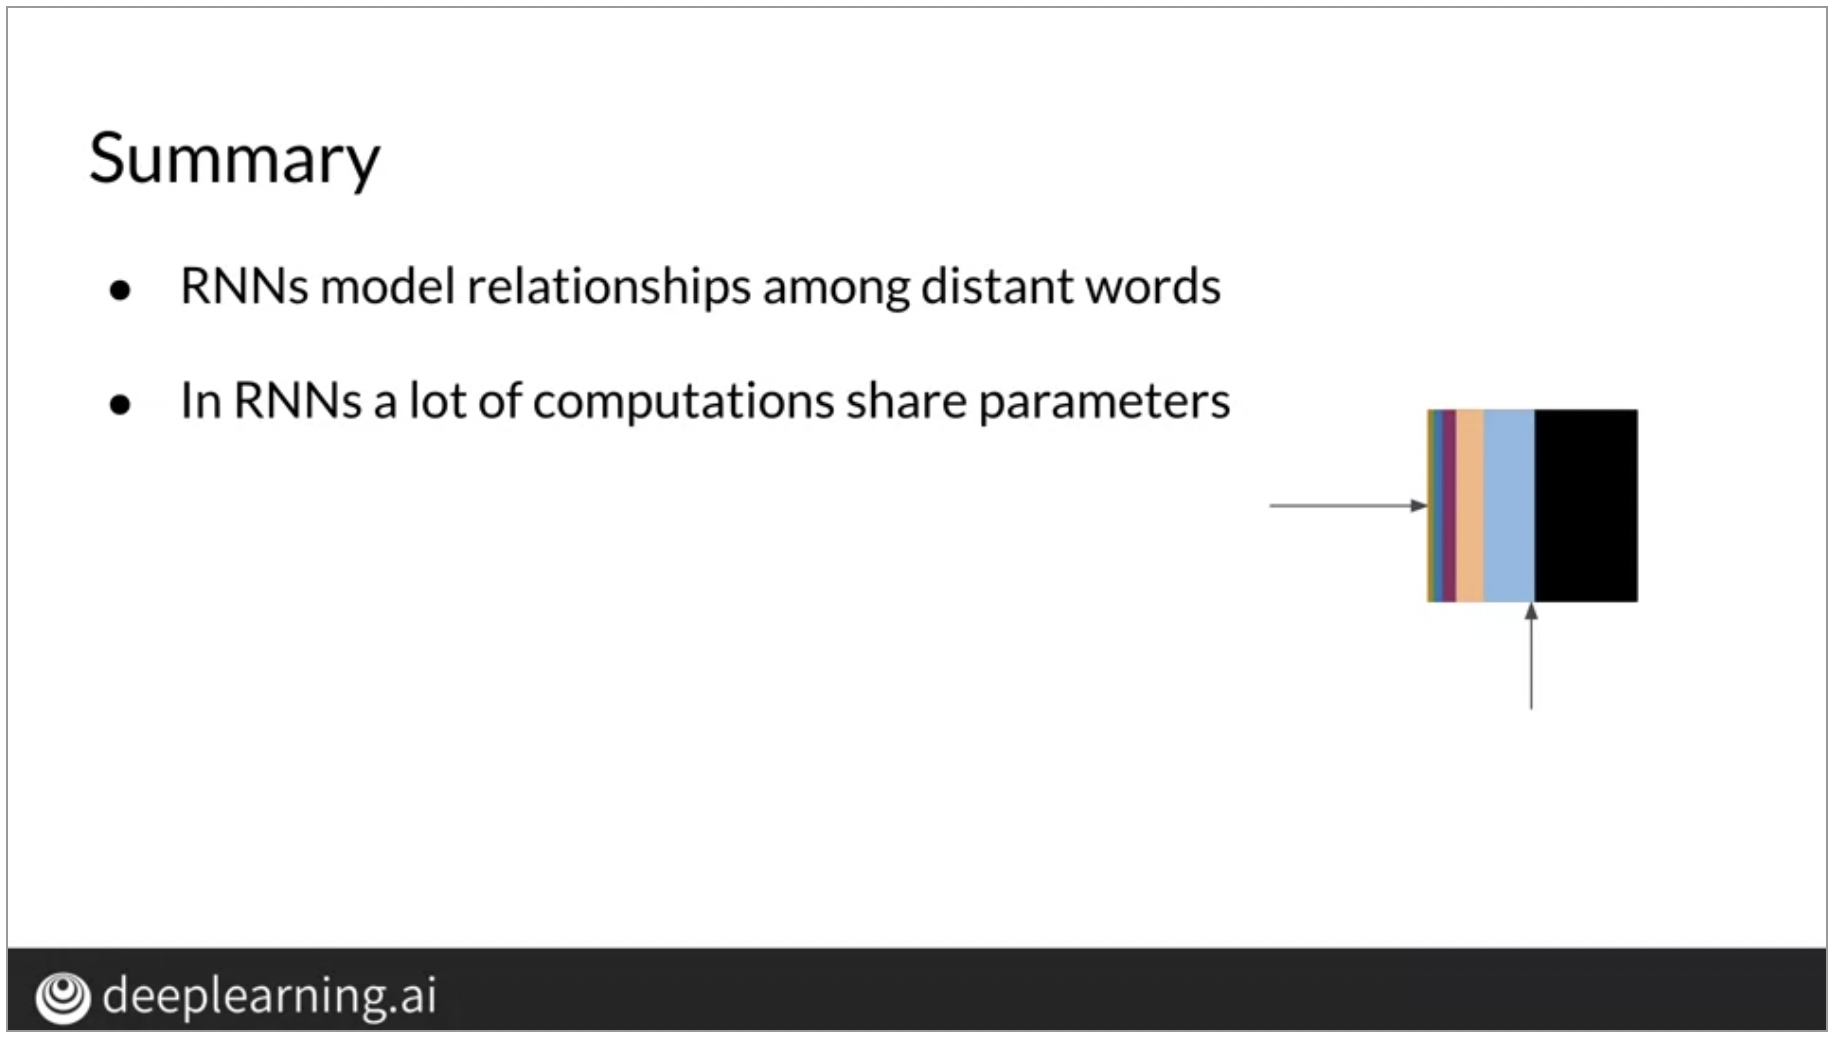 Summary
● RNNs model relationships among distant words
● In RNNs a lot of computations share parameters
deeplearning.ai